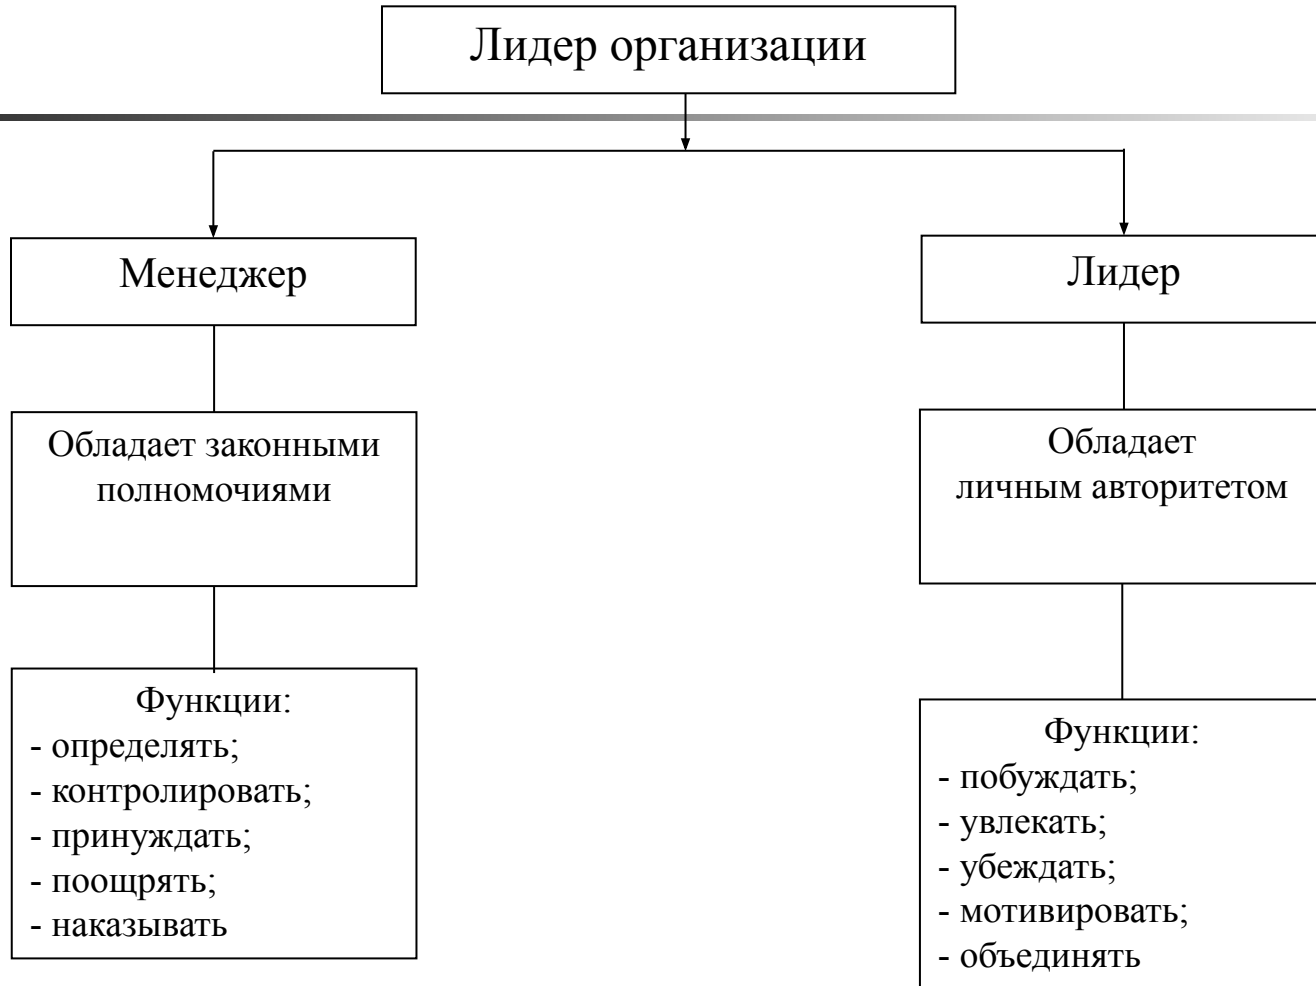 Лидер организации
Менеджер
Обладает законными
полномочиями
Функции:
- определять;
- контролировать;
- принуждать;
- поощрять;
- наказывать
Лидер
Обладает
личным авторитетом
Функции:
- побуждать;
- увлекать;
- убеждать;
- мотивировать;
- объединять